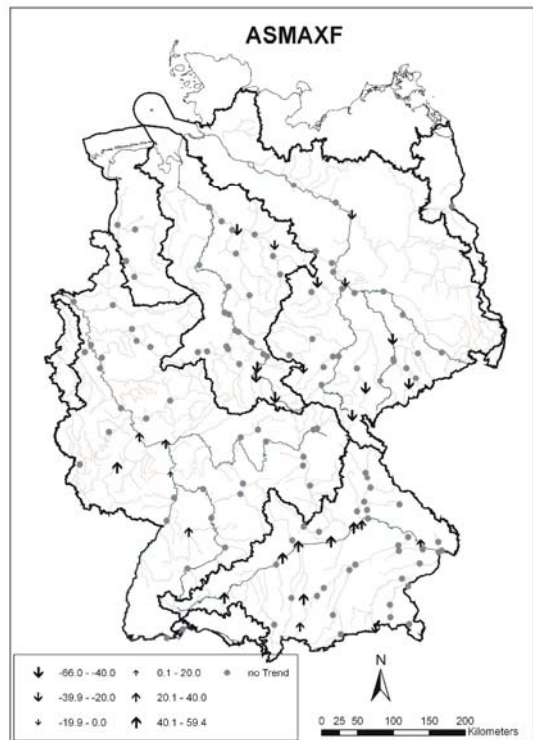 ASMAXF
-66.0 - -40.0
0.1 - 20.0
no Trend
-39.9 - -20.0
20.1 - 40.0
-19.9 - 0.0
40.1 - 59.4
N
0 25 50 100 150 200
Kilometers